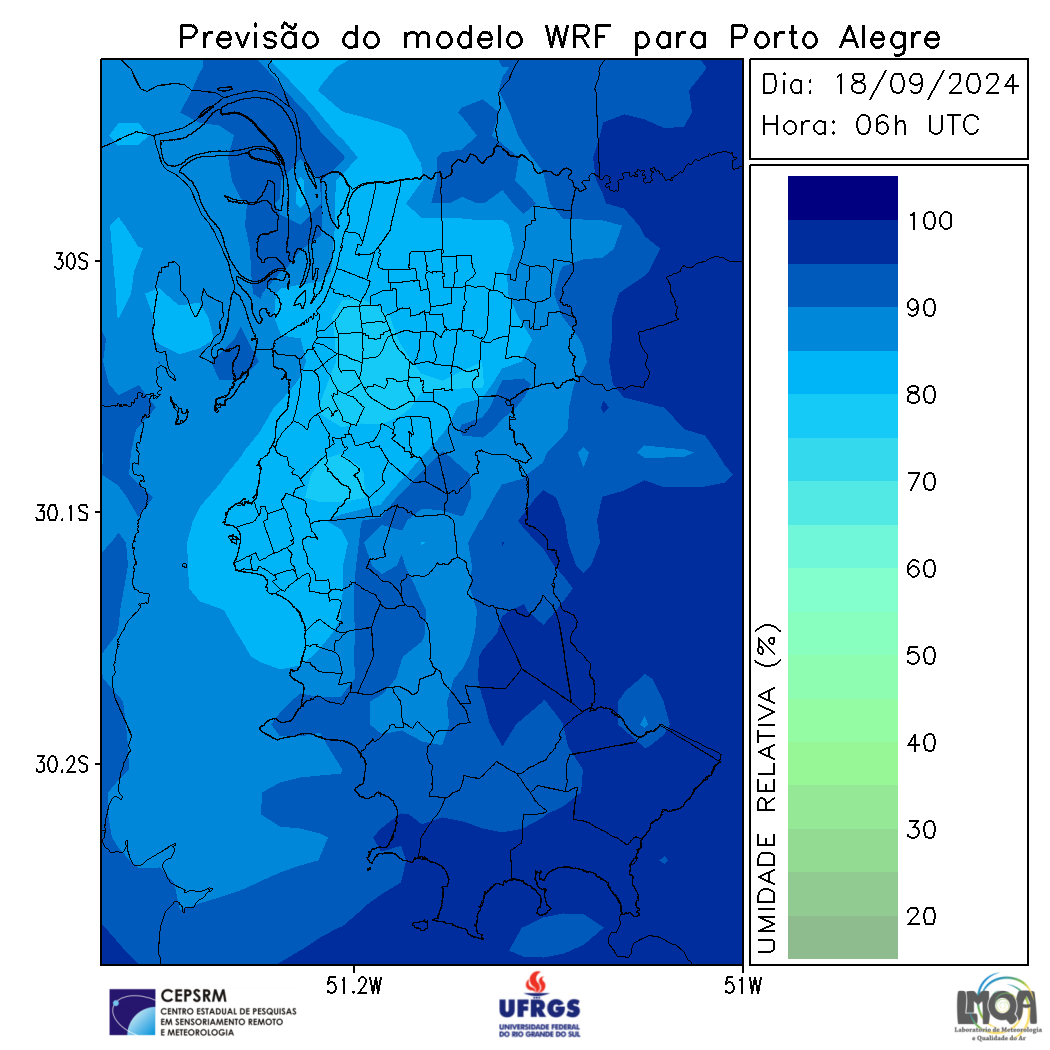 Previsão do modelo WRF para Porto Alegre
Dia: 18/09/2024
Hora: 06h UTC
30S
30.1S
30.2S
51.2W
51W
100
90
80
70
60
50
40
30
20
UMIDADE RELATIVA (%)
CEPSRM
CENTRO ESTADUAL DE PESQUISAS
EM SENSORIAMENTO REMOTO
E METEOROLOGIA
UFRGS
UNIVERSIDADE FEDERAL
DO RIO GRANDE DO SUL
LMQA
Laboratório de Meteorologia
e Qualidade do Ar